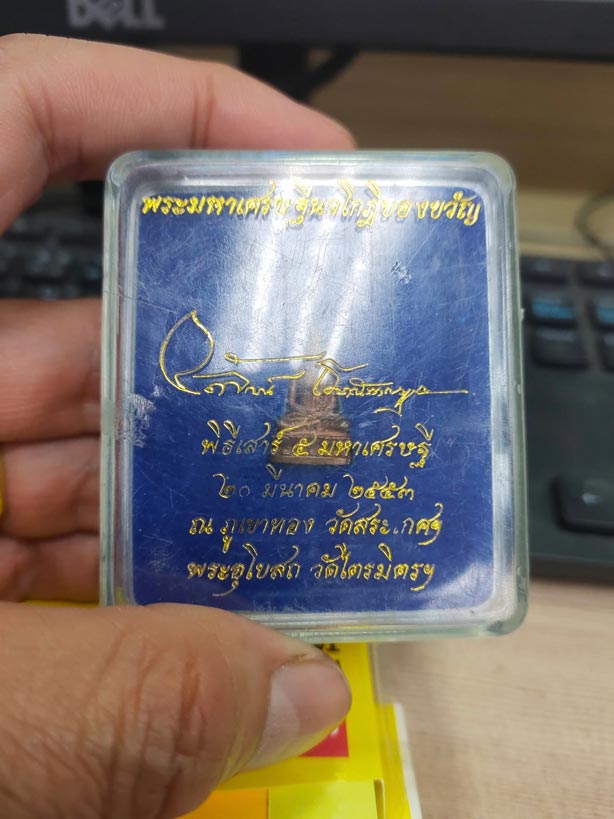 DELL
พระมหาเศรษฐีนวโกฏิของขวัญ
พิธีเสาร์ ๕ มหาเศรษฐี
๒๐ มีนาคม ๒๕๕๓
ณ ภูเขาทอง วัดสระเกศฯ
พระอุโบสถ วัดไตรมิตรฯ